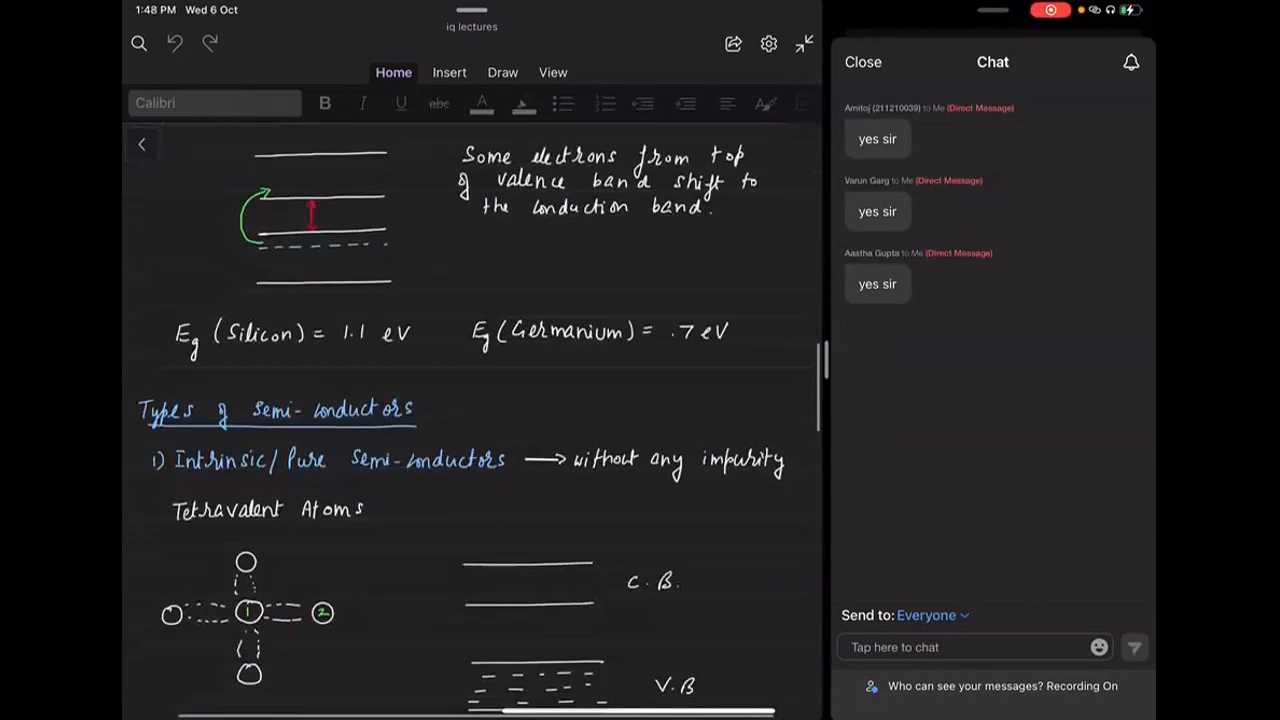 1:48 PM Wed 6 Oct
iq lectures
Home Insert Draw View
Calibri B I U abc A
Some electrons from top
of valence band shift to
the conduction band.
Eg (Silicon) = 1.1 eV
Eg (Germanium) = .7 eV
Types of Semi-conductors
1) Intrinsic/Pure Semi-conductors → without any impurity
Tetravalent Atoms
1 2
C.B.
V.B
Close Chat
Amitoj (211210039) to Me (Direct Message)
yes sir
Varun Garg to Me (Direct Message)
yes sir
Aastha Gupta to Me (Direct Message)
yes sir
Send to: Everyone
Tap here to chat
Who can see your messages? Recording On